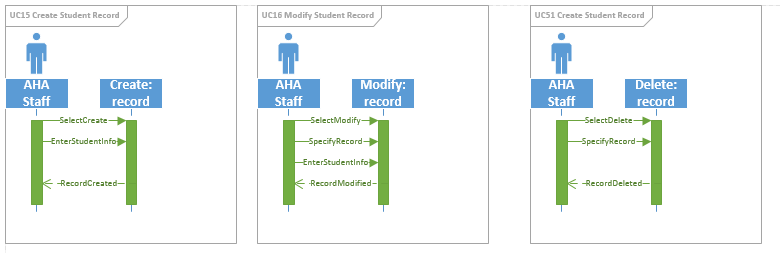 UC15 Create Student Record
AHA
Staff
Create:
record
SelectCreate
EnterStudentInfo
RecordCreated
UC16 Modify Student Record
AHA
Staff
Modify:
record
SelectModify
SpecifyRecord
EnterStudentInfo
RecordModified
UC51 Create Student Record
AHA
Staff
Delete:
record
SelectDelete
SpecifyRecord
RecordDeleted